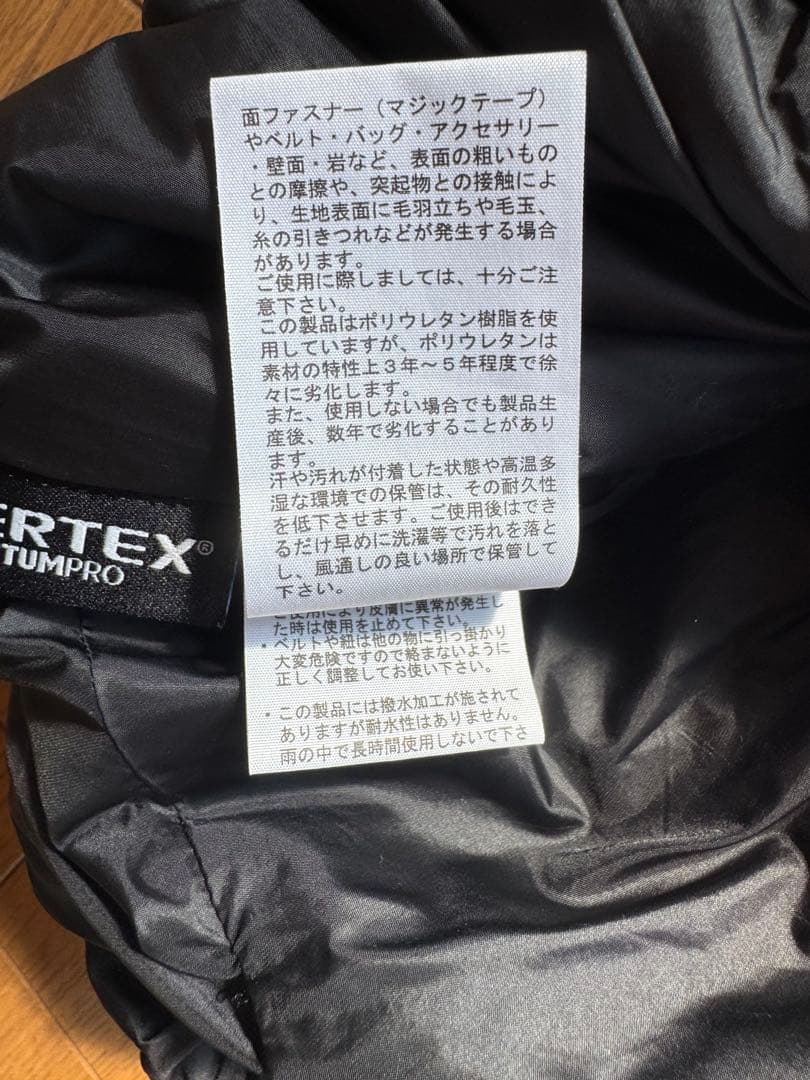 面ファスナー(マジックテープ)
やベルト・バッグ・アクセサリー
・壁面・岩など、表面の粗いもの
との摩擦や、突起物との接触によ
り、生地表面に毛羽立ちや毛玉、
糸の引きつれなどが発生する場合
があります。
ご使用に際しましては、十分ご注
意下さい。
この製品はポリウレタン樹脂を使
用していますが、ポリウレタンは
素材の特性上3年~5年程度で徐
々に劣化します。
また、使用しない場合でも製品生
産後、数年で劣化することがあり
ます。
汗や汚れが付着した状態や高温多
湿な環境での保管は、その耐久性
を低下させます。ご使用後はでき
るだけ早めに洗濯等で汚れを落と
し、風通しの良い場所で保管して
下さい。
ERTEX®
TUMPRO
ご使用により皮膚に異常が発生し
た時は使用を止めて下さい。
・ベルトや紐は他の物に引っ掛かり
大変危険ですので絡まないように
正しく調整してお使い下さい。
・この製品には撥水加工が施されて
ありますが耐水性はありません。
雨の中で長時間使用しないで下さ